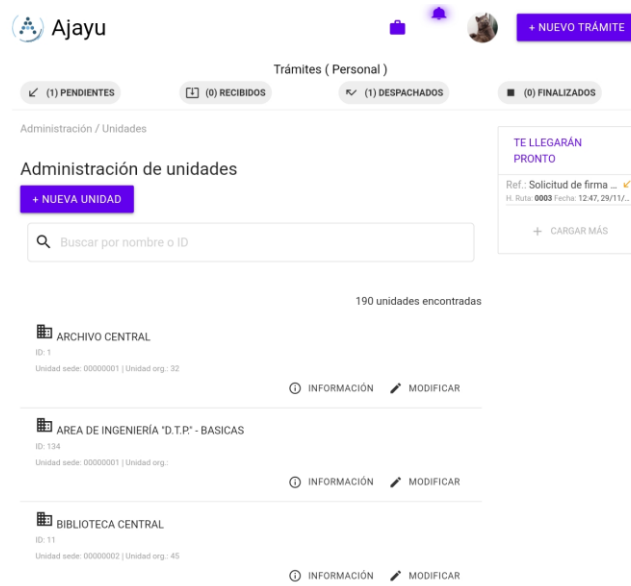 Ajayu
+ NUEVO TRÁMITE
Trámites ( Personal )
(1) PENDIENTES
(0) RECIBIDOS
(1) DESPACHADOS
(0) FINALIZADOS
Administración / Unidades
Administración de unidades
+ NUEVA UNIDAD
Buscar por nombre o ID
190 unidades encontradas
ARCHIVO CENTRAL
ID: 1
Unidad sede: 00000001 | Unidad org.: 32
INFORMACIÓN
MODIFICAR
AREA DE INGENIERÍA "D.T.P." - BASICAS
ID: 134
Unidad sede: 00000001 | Unidad org.:
INFORMACIÓN
MODIFICAR
BIBLIOTECA CENTRAL
ID: 11
Unidad sede: 00000002 | Unidad org.: 45
INFORMACIÓN
MODIFICAR
TE LLEGARÁN
PRONTO
Ref.: Solicitud de firma ...
H. Ruta: 0003 Fecha: 12:47, 29/11/...
+ CARGAR MÁS